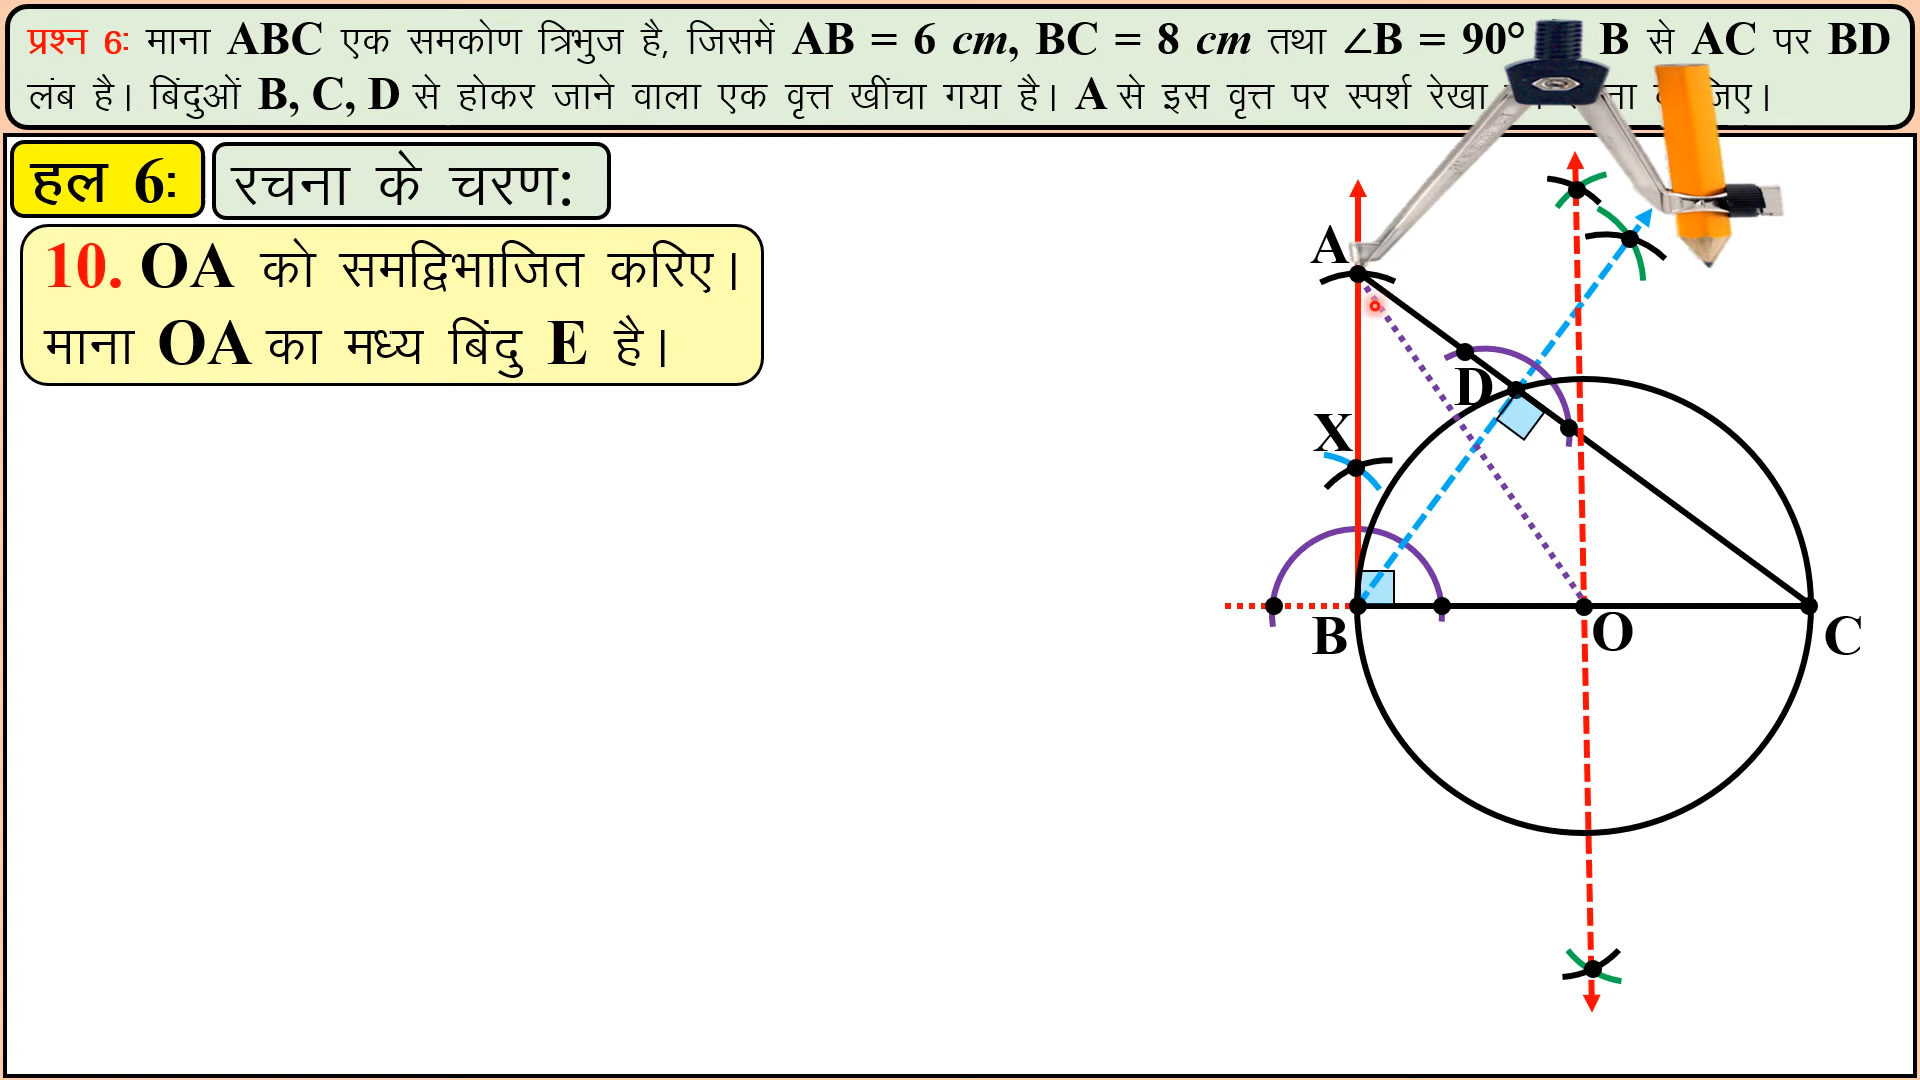 प्रश्न 6: माना ABC एक समकोण त्रिभुज है, जिसमें AB = 6 cm, BC = 8 cm तथा ∠B = 90° B से AC पर BD
लंब है। बिंदुओं B, C, D से होकर जाने वाला एक वृत्त खींचा गया है। A से इस वृत्त पर स्पर्श रेखा
हल 6:
रचना के चरण:
10. OA को समद्विभाजित करिए।
माना OA का मध्य बिंदु E है।
A
D
X
B
O
C